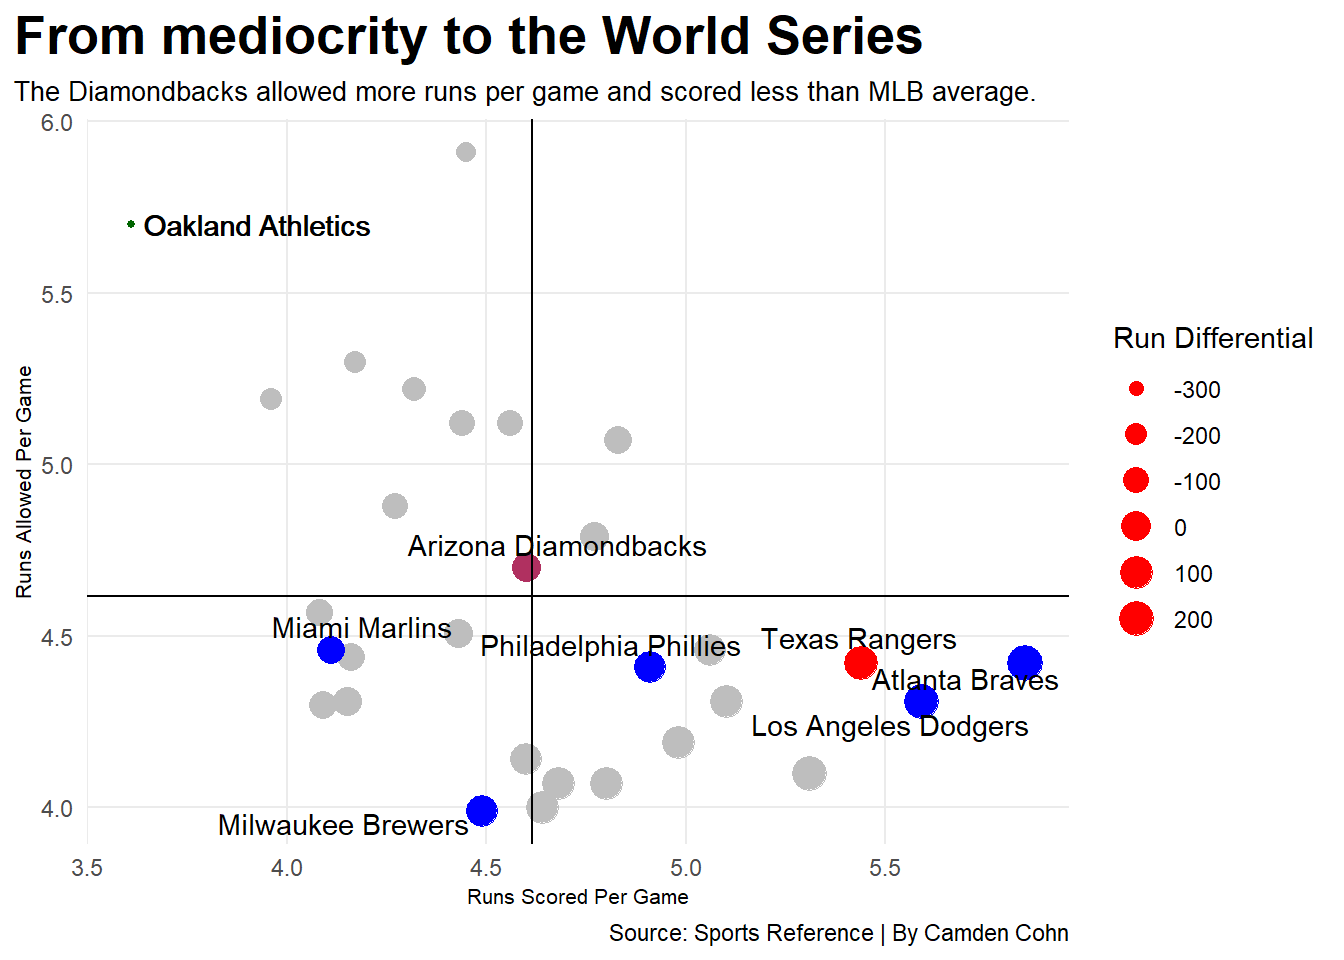 From mediocrity to the World Series
The Diamondbacks allowed more runs per game and scored less than MLB average.
6.0
Oakland Athletics
5.5
Run Differential
Runs Allowed Per Game
-300
-200
5.0
-100
0
Arizona Diamondbacks
100
200
Miami Marlins
4.5
Philadelphia Phillies
Texas Rangers
Atlanta Braves
Los Angeles Dodgers
4.0
Milwaukee Brewers
3.5 4.0 4.5 5.0 5.5
Runs Scored Per Game
Source: Sports Reference | By Camden Cohn